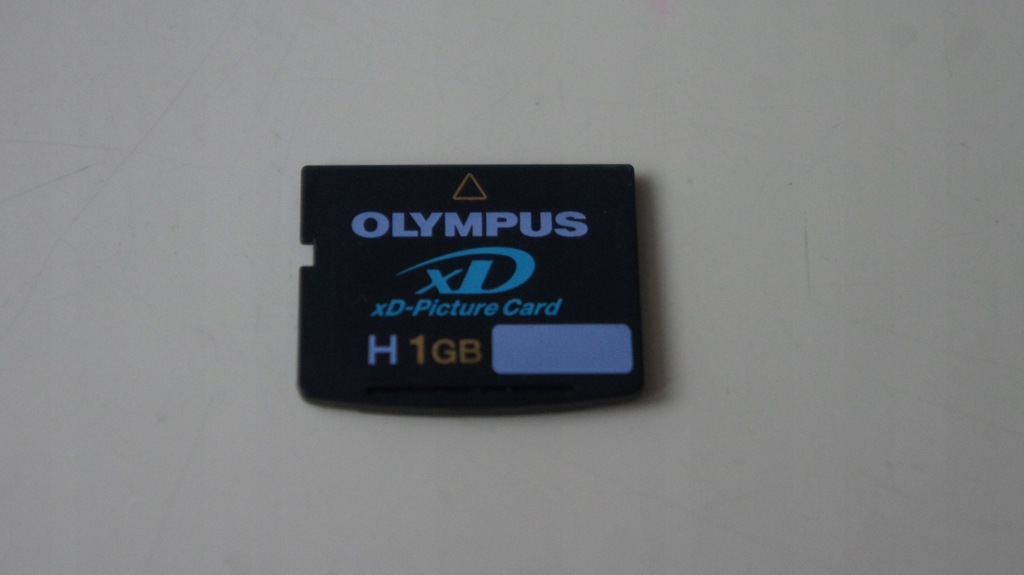 OLYMPUS
xD
xD-Picture Card
H 1GB